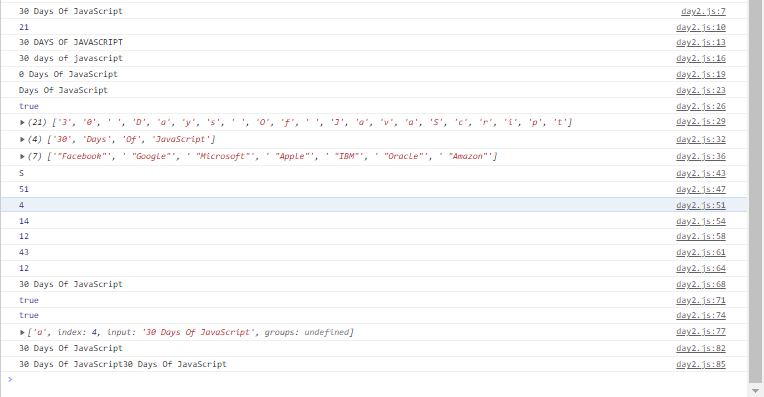 30 Days Of JavaScript day2.js:7
21 day2.js:10
30 DAYS OF JAVASCRIPT day2.js:13
30 days of javascript day2.js:16
0 Days Of JavaScript day2.js:19
Days Of JavaScript day2.js:23
true day2.js:26
▶ (21) ['3', '0', ' ', 'D', 'a', 'y', 's', ' ', 'O', 'f', ' ', 'J', 'a', 'v', 'a', 'S', 'c', 'r', 'i', 'p', 't'] day2.js:29
▶ (4) ['30', 'Days', 'Of', 'JavaScript'] day2.js:32
▶ (7) ['"Facebook"', ' "Google"', ' "Microsoft"', ' "Apple"', ' "IBM"', ' "Oracle"', ' "Amazon"'] day2.js:36
S day2.js:43
51 day2.js:47
4 day2.js:51
14 day2.js:54
12 day2.js:58
43 day2.js:61
12 day2.js:64
30 Days Of JavaScript day2.js:68
true day2.js:71
true day2.js:74
▶ ['a', index: 4, input: '30 Days Of JavaScript', groups: undefined] day2.js:77
30 Days Of JavaScript day2.js:82
30 Days Of JavaScript30 Days Of JavaScript day2.js:85